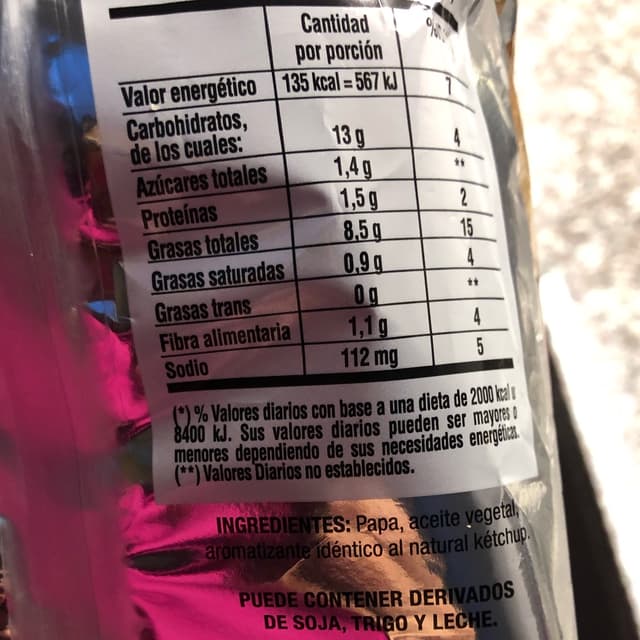 Cantidad
por porción
Valor energético 135 kcal = 567 kJ 7
Carbohidratos,
de los cuales: 13 g 4
Azúcares totales 1,4 g **
Proteínas 1,5 g 2
Grasas totales 8,5 g 15
Grasas saturadas 0,9 g 4
Grasas trans 0 g **
Fibra alimentaria 1,1 g 4
Sodio 112 mg 5
(*) % Valores diarios con base a una dieta de 2000 kcal u
8400 kJ. Sus valores diarios pueden ser mayores o
menores dependiendo de sus necesidades energéticas.
(**) Valores Diarios no establecidos.
INGREDIENTES: Papa, aceite vegetal,
aromatizante idéntico al natural kétchup.
PUEDE CONTENER DERIVADOS
DE SOJA, TRIGO Y LECHE.